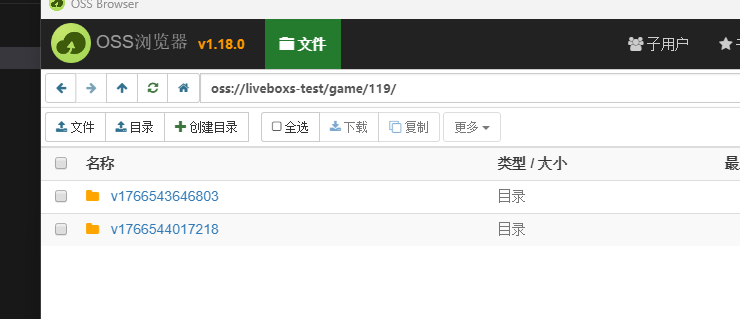 OSS Browser
OSS浏览器 v1.18.0 文件 子用户
oss://liveboxs-test/game/119/
文件 目录 创建目录 全选 下载 复制 更多
名称 类型 / 大小
v1766543646803 目录
v1766544017218 目录